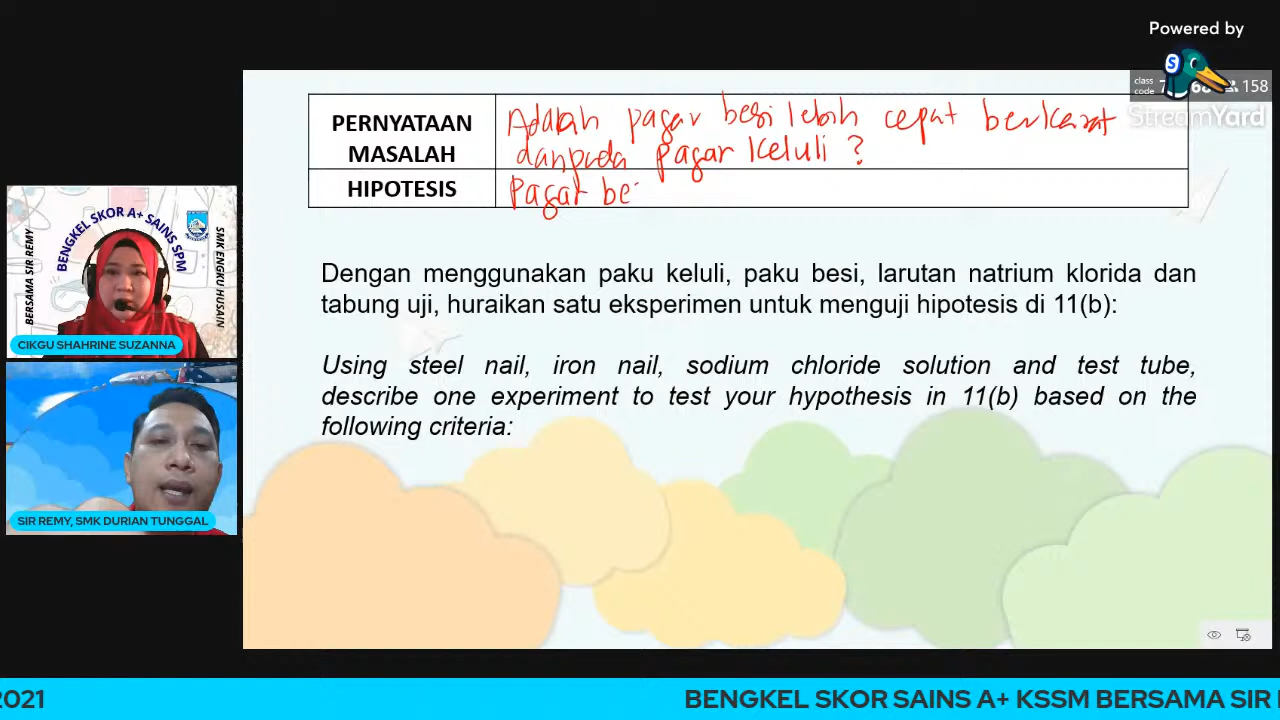 Powered by
class
code
158
StreamYard
PERNYATAAN
MASALAH
Adakah pagar besi lebih cepat berkarat
daripada pagar keluli ?
HIPOTESIS
Pagar be
Dengan menggunakan paku keluli, paku besi, larutan natrium klorida dan
tabung uji, huraikan satu eksperimen untuk menguji hipotesis di 11(b):
Using steel nail, iron nail, sodium chloride solution and test tube,
describe one experiment to test your hypothesis in 11(b) based on the
following criteria:
BERSAMA SIR REMY
BENGKEL SKOR A+ SAINS SPM
SMK ENGKU HUSAIN
CIKGU SHAHRINE SUZANNA
SIR REMY, SMK DURIAN TUNGGAL
2021
BENGKEL SKOR SAINS A+ KSSM BERSAMA SIR